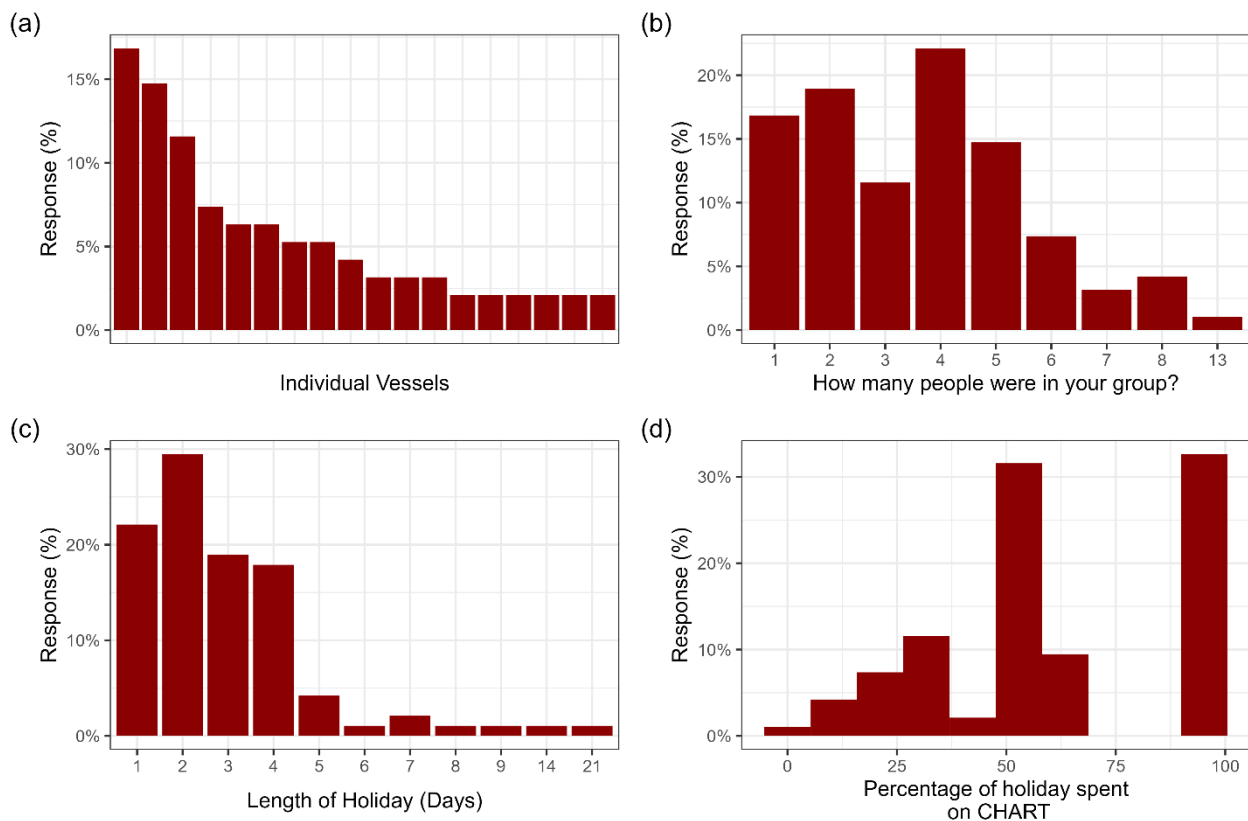 (a)
15%
10%
5%
0%
Response (%)
Individual Vessels
(b)
20%
15%
10%
5%
0%
Response (%)
1 2 3 4 5 6 7 8 13
How many people were in your group?
(c)
30%
20%
10%
0%
Response (%)
1 2 3 4 5 6 7 8 9 14 21
Length of Holiday (Days)
(d)
30%
20%
10%
0%
Response (%)
0 25 50 75 100
Percentage of holiday spent
on CHART